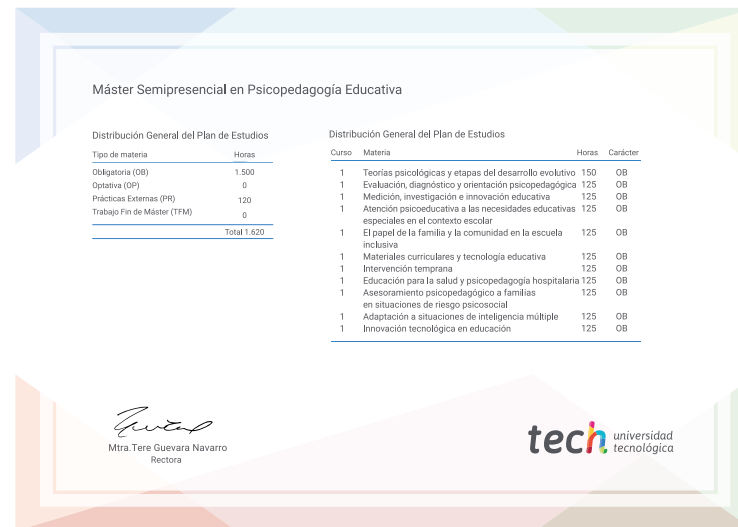 Máster Semipresencial en Psicopedagogía Educativa
Distribución General del Plan de Estudios
Tipo de materia Horas
Obligatoria (OB) 1.500
Optativa (OP) 0
Prácticas Externas (PR) 120
Trabajo Fin de Máster (TFM) 0
Total 1.620
Distribución General del Plan de Estudios
Curso Materia Horas Carácter
1 Teorías psicológicas y etapas del desarrollo evolutivo 150 OB
1 Evaluación, diagnóstico y orientación psicopedagógica 125 OB
1 Medición, investigación e innovación educativa 125 OB
1 Atención psicoeducativa a las necesidades educativas 125 OB
especiales en el contexto escolar
1 El papel de la familia y la comunidad en la escuela 125 OB
inclusiva
1 Materiales curriculares y tecnología educativa 125 OB
1 Intervención temprana 125 OB
1 Educación para la salud y psicopedagogía hospitalaria 125 OB
1 Asesoramiento psicopedagógico a familias 125 OB
en situaciones de riesgo psicosocial
1 Adaptación a situaciones de inteligencia múltiple 125 OB
1 Innovación tecnológica en educación 125 OB
Mtra.Tere Guevara Navarro
Rectora
tech universidad
tecnológica